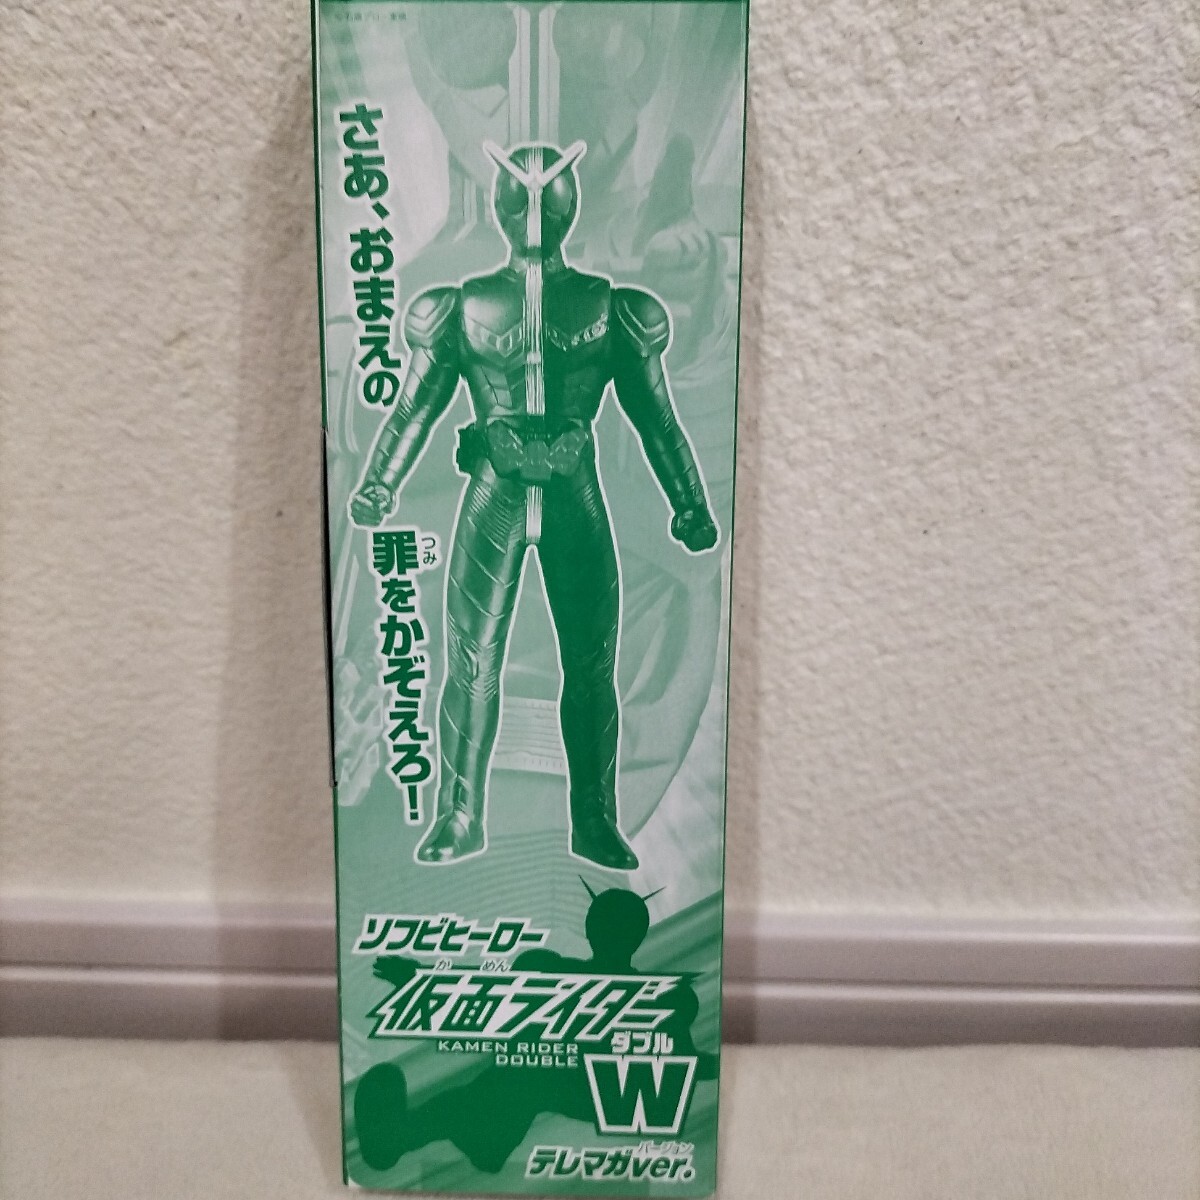 さあ、おまえの
罪をかぞえろ!
つみ
ソフビヒーロー
かめん
仮面ライダー
KAMEN RIDER
DOUBLE
ダブル
W
バージョン
テレマガver.